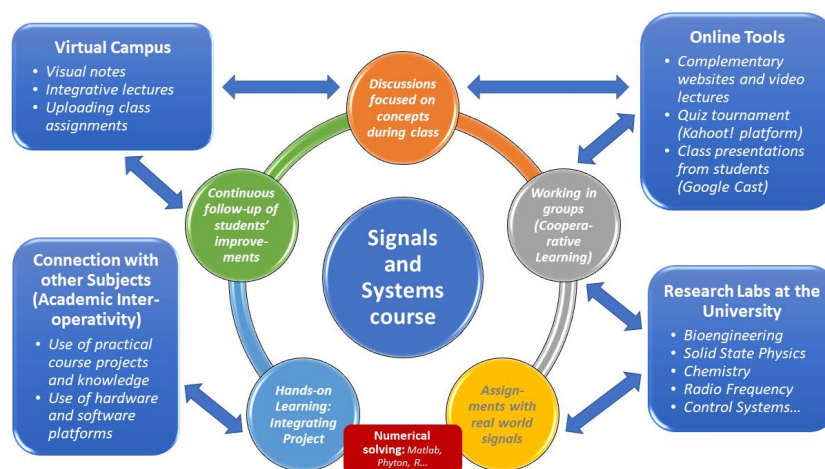 Virtual Campus
• Visual notes
• Integrative lectures
• Uploading class
assignments
Discussions
focused on
concepts
during class
Online Tools
• Complementary
websites and video
lectures
• Quiz tournament
(Kahoot! platform)
• Class presentations
from students
(Google Cast)
Continuous
follow-up of
students'
improve-
ments
Working in
groups
(Coopera-
rative
Learning)
Signals
and
Systems
course
Connection with
other Subjects
(Academic Inter-
operativity)
• Use of practical
course projects
and knowledge
• Use of hardware
and software
platforms
Research Labs at the
University
• Bioengineering
• Solid State Physics
• Chemistry
• Radio Frequency
• Control Systems...
Hands-on
Learning:
Integrating
Project
Assign-
ments with
real world
signals
Numerical
solving: Matlab,
Phyton, R...